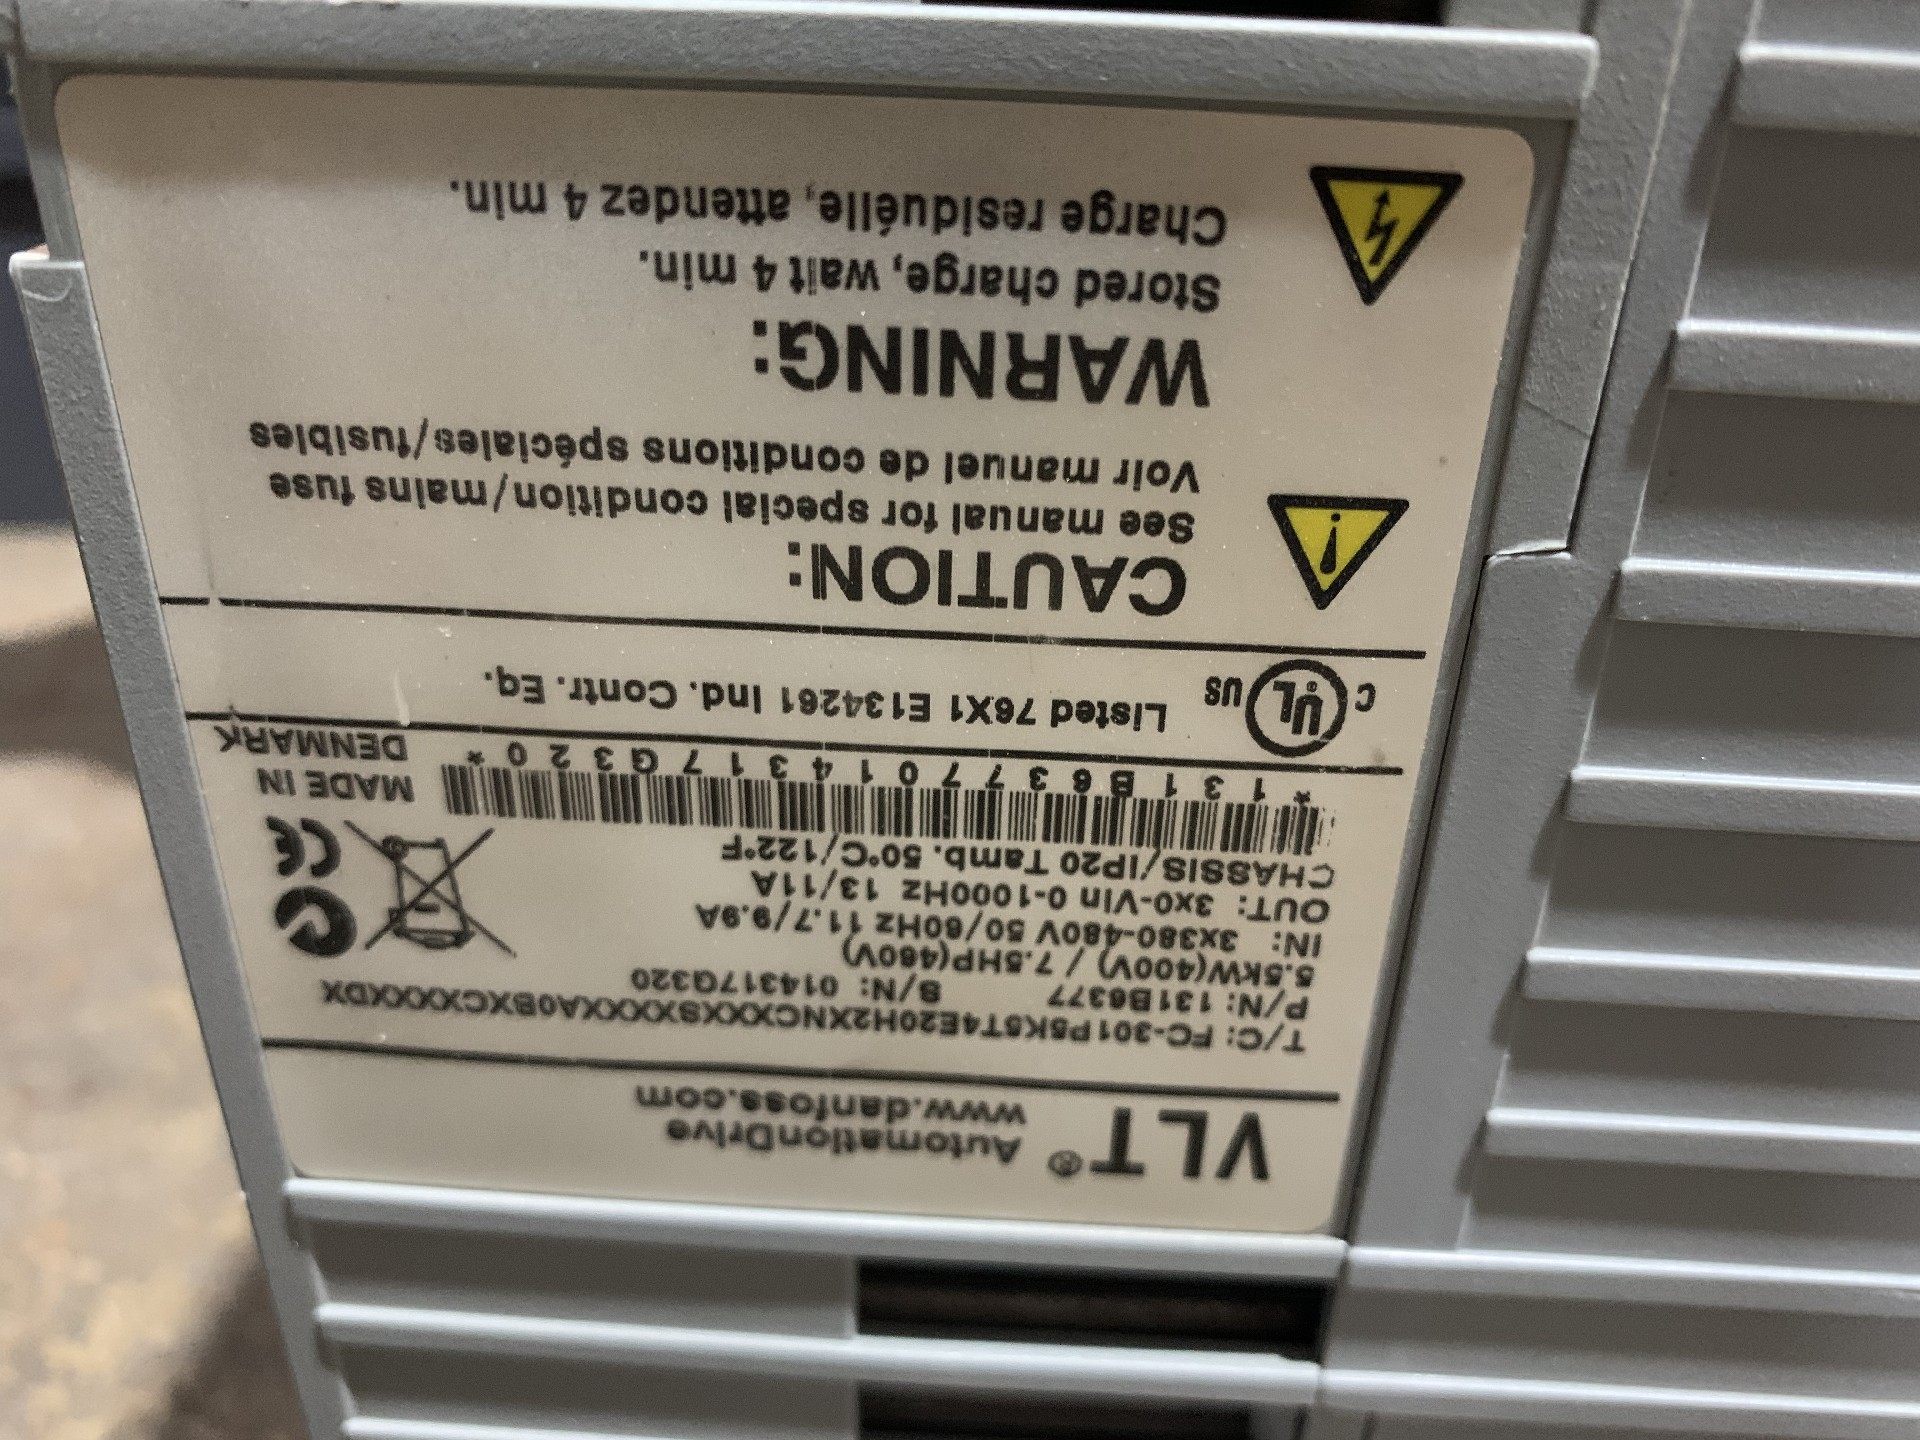 VLT® AutomationDrive
www.danfoss.com
T/C: FC-301P5K5T4E20H2XNCXXXSXXXXA0BXCXXXXDX
P/N: 131B6377 S/N: 014317G320
5.5kW(400V) / 7.5HP(460V)
IN: 3x380-480V 50/60Hz 11.7/9.9A
OUT: 3x0-Vin 0-1000Hz 13/11A
CHASSIS/IP20 Tamb. 50°C/122°F
* 1 3 1 B 6 3 7 7 0 1 4 3 1 7 G 3 2 0 *
CE
MADE IN
DENMARK
C UL US Listed 76X1 E134261 Ind. Contr. Eq.
CAUTION:
See manual for special condition/mains fuse
Voir manuel de conditions spéciales/fusibles
WARNING:
Stored charge, wait 4 min.
Charge residuélle, attendez 4 min.